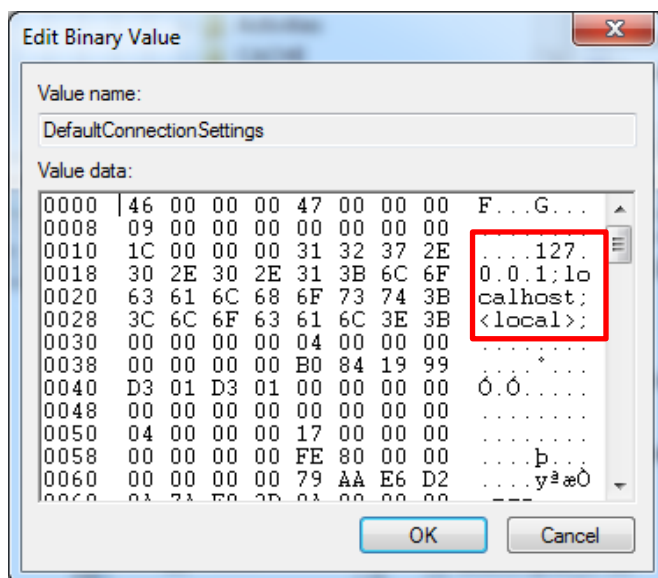 Edit Binary Value
Value name:
DefaultConnectionSettings
Value data:
0000 46 00 00 00 47 00 00 00 F...G...
0008 09 00 00 00 00 00 00 00 ........
0010 1C 00 00 00 31 32 37 2E ....127.
0018 30 2E 30 2E 31 3B 6C 6F 0.0.1;lo
0020 63 61 6C 68 6F 73 74 3B calhost;
0028 3C 6C 6F 63 61 6C 3E 3B <local>;
0030 00 00 00 00 04 00 00 00 ........
0038 00 00 00 00 B0 84 19 99 ....°...
0040 D3 01 D3 01 00 00 00 00 Ó.Ó.....
0048 00 00 00 00 00 00 00 00 ........
0050 04 00 00 00 17 00 00 00 ........
0058 00 00 00 00 FE 80 00 00 ....þ...
0060 00 00 00 00 79 AA E6 D2 ....yªæÒ
OK Cancel